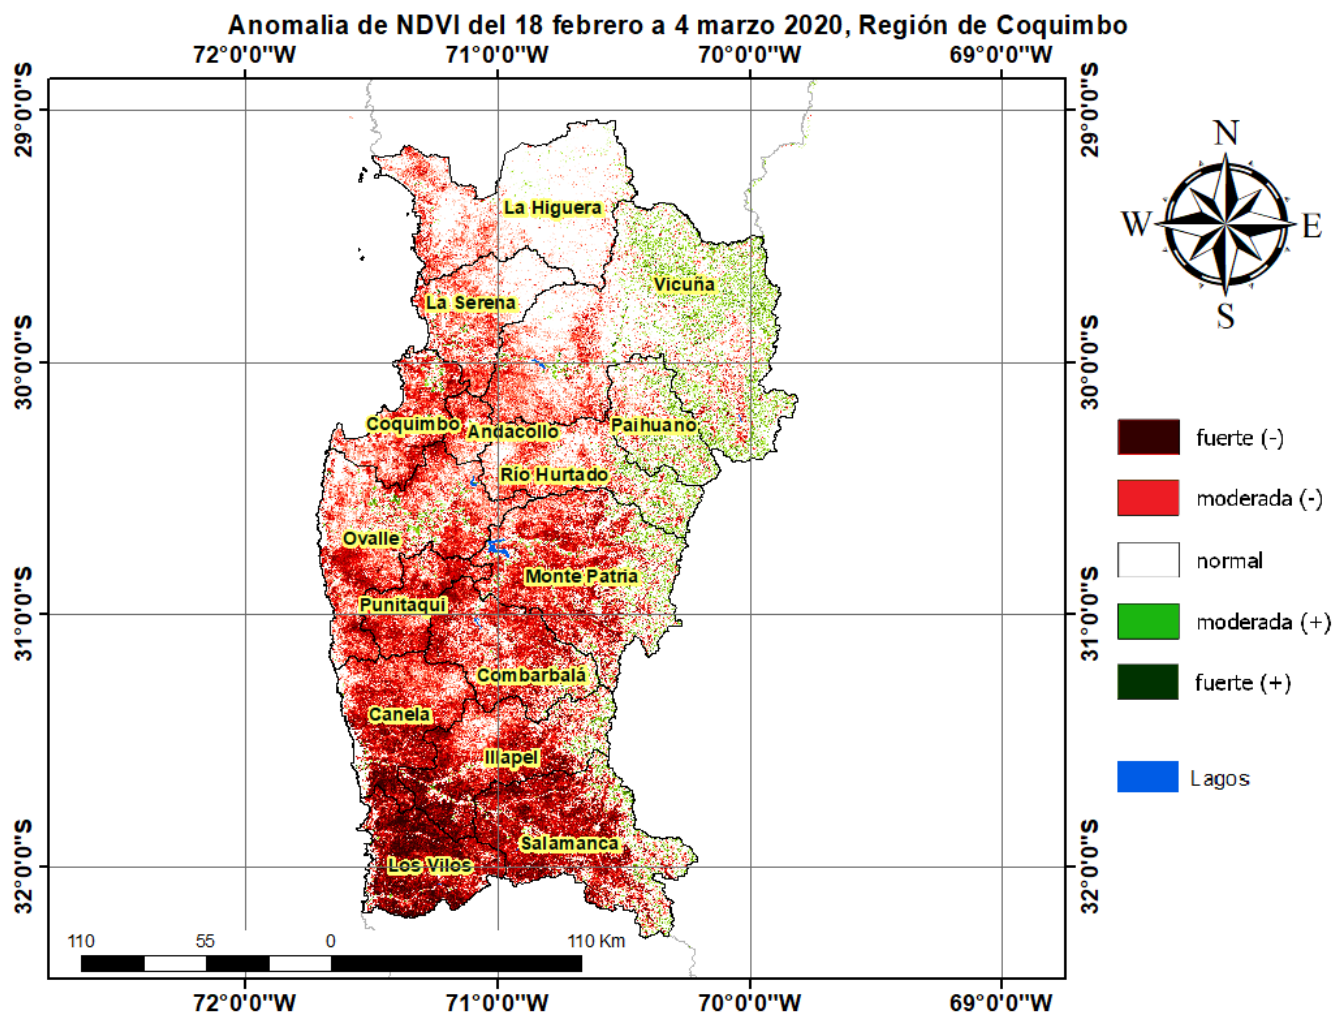 Anomalia de NDVI del 18 febrero a 4 marzo 2020, Región de Coquimbo
72°0'0"W 71°0'0"W 70°0'0"W 69°0'0"W
29°0'0"S
29°0'0"S
N
W
E
S
La Higuera
Vicuña
La Serena
30°0'0"S
30°0'0"S
Coquimbo
Andacollo
Paihuano
Río Hurtado
fuerte (-)
moderada (-)
normal
moderada (+)
fuerte (+)
Lagos
Ovalle
Monte Patria
Punitaqui
31°0'0"S
31°0'0"S
Combarbalá
Canela
Illapel
Salamanca
Los Vilos
32°0'0"S
32°0'0"S
110 55 0 110 Km
72°0'0"W 71°0'0"W 70°0'0"W 69°0'0"W